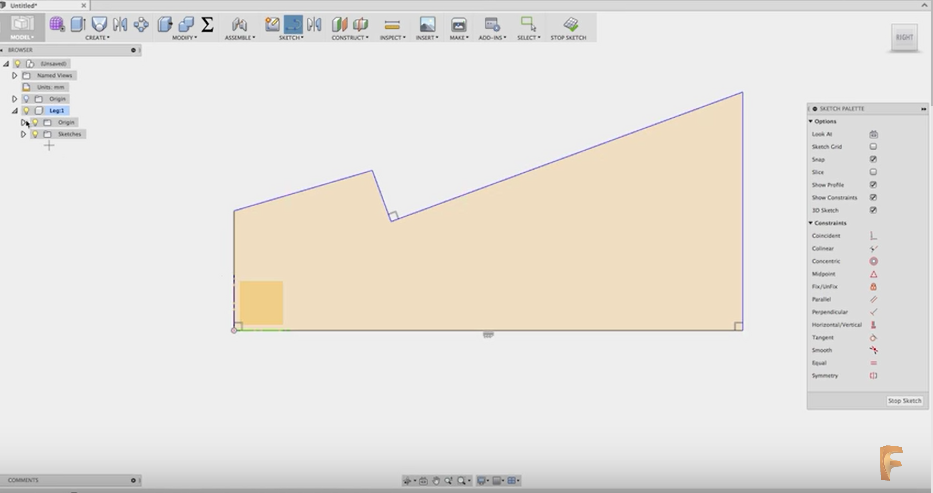 Untitled*
MODEL
CREATE
MODIFY
ASSEMBLE
SKETCH
CONSTRUCT
INSPECT
INSERT
MAKE
ADD-INS
SELECT
STOP SKETCH
BROWSER
(Unsaved)
Named Views
Units: mm
Origin
Leg:1
Origin
Sketches
RIGHT
SKETCH PALETTE
Options
Look At
Sketch Grid
Snap
Slice
Show Profile
Show Constraints
3D Sketch
Constraints
Coincident
Colinear
Concentric
Midpoint
Fix/Unfix
Parallel
Perpendicular
Horizontal/Vertical
Tangent
Smooth
Equal
Symmetry
Stop Sketch
COMMENTS